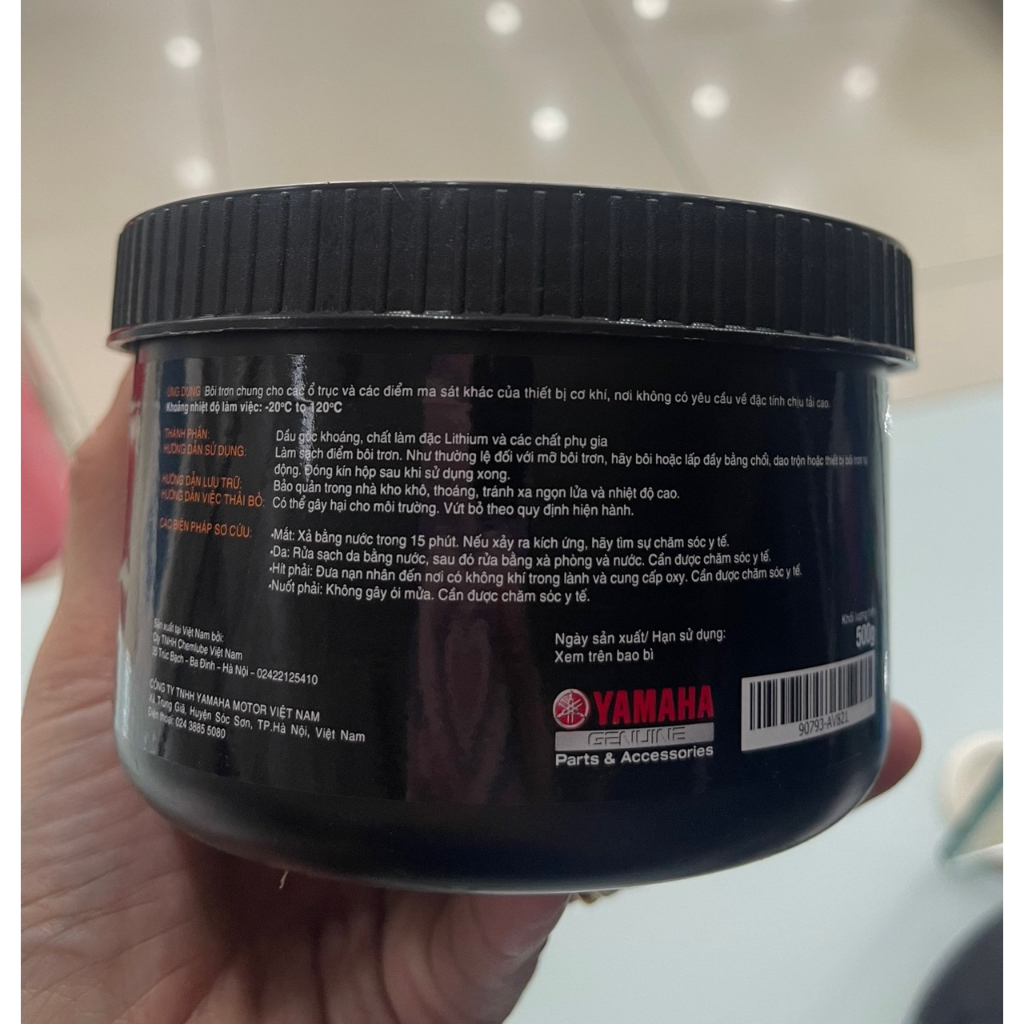 ỨNG DỤNG Bôi trơn chung cho các ổ trục và các điểm ma sát khác của thiết bị cơ khí, nơi không có yêu cầu về đặc tính chịu tải cao.
Khoảng nhiệt độ làm việc: -20°C to 120°C
THÀNH PHẦN: Dầu gốc khoáng, chất làm đặc Lithium và các chất phụ gia
HƯỚNG DẪN SỬ DỤNG: Làm sạch điểm bôi trơn. Như thường lệ đối với mỡ bôi trơn, hãy bôi hoặc lấp đầy bằng chổi, dao trộn hoặc thiết bị bôi trơn
động. Đóng kín hộp sau khi sử dụng xong.
HƯỚNG DẪN LƯU TRỮ: Bảo quản trong nhà kho khô, thoáng, tránh xa ngọn lửa và nhiệt độ cao.
HƯỚNG DẪN VIỆC THẢI BỎ: Có thể gây hại cho môi trường. Vứt bỏ theo quy định hiện hành.
CÁC BIỆN PHÁP SƠ CỨU: •Mắt: Xả bằng nước trong 15 phút. Nếu xảy ra kích ứng, hãy tìm sự chăm sóc y tế.
•Da: Rửa sạch da bằng nước, sau đó rửa bằng xà phòng và nước. Cần được chăm sóc y tế.
•Hít phải: Đưa nạn nhân đến nơi có không khí trong lành và cung cấp oxy. Cần được chăm sóc y tế.
•Nuốt phải: Không gây ói mửa. Cần được chăm sóc y tế.
Sản xuất tại Việt Nam bởi:
Cty TNHH Chemlube Việt Nam
35 Trúc Bạch - Ba Đình - Hà Nội - 02422125410
CÔNG TY TNHH YAMAHA MOTOR VIỆT NAM
Xã Trung Giã, Huyện Sóc Sơn, TP.Hà Nội, Việt Nam
Điện thoại: 024 3885 5080
Ngày sản xuất/ Hạn sử dụng:
Xem trên bao bì
YAMAHA
GENUINE
Parts & Accessories
Khối lượng
500g
90793-AV821